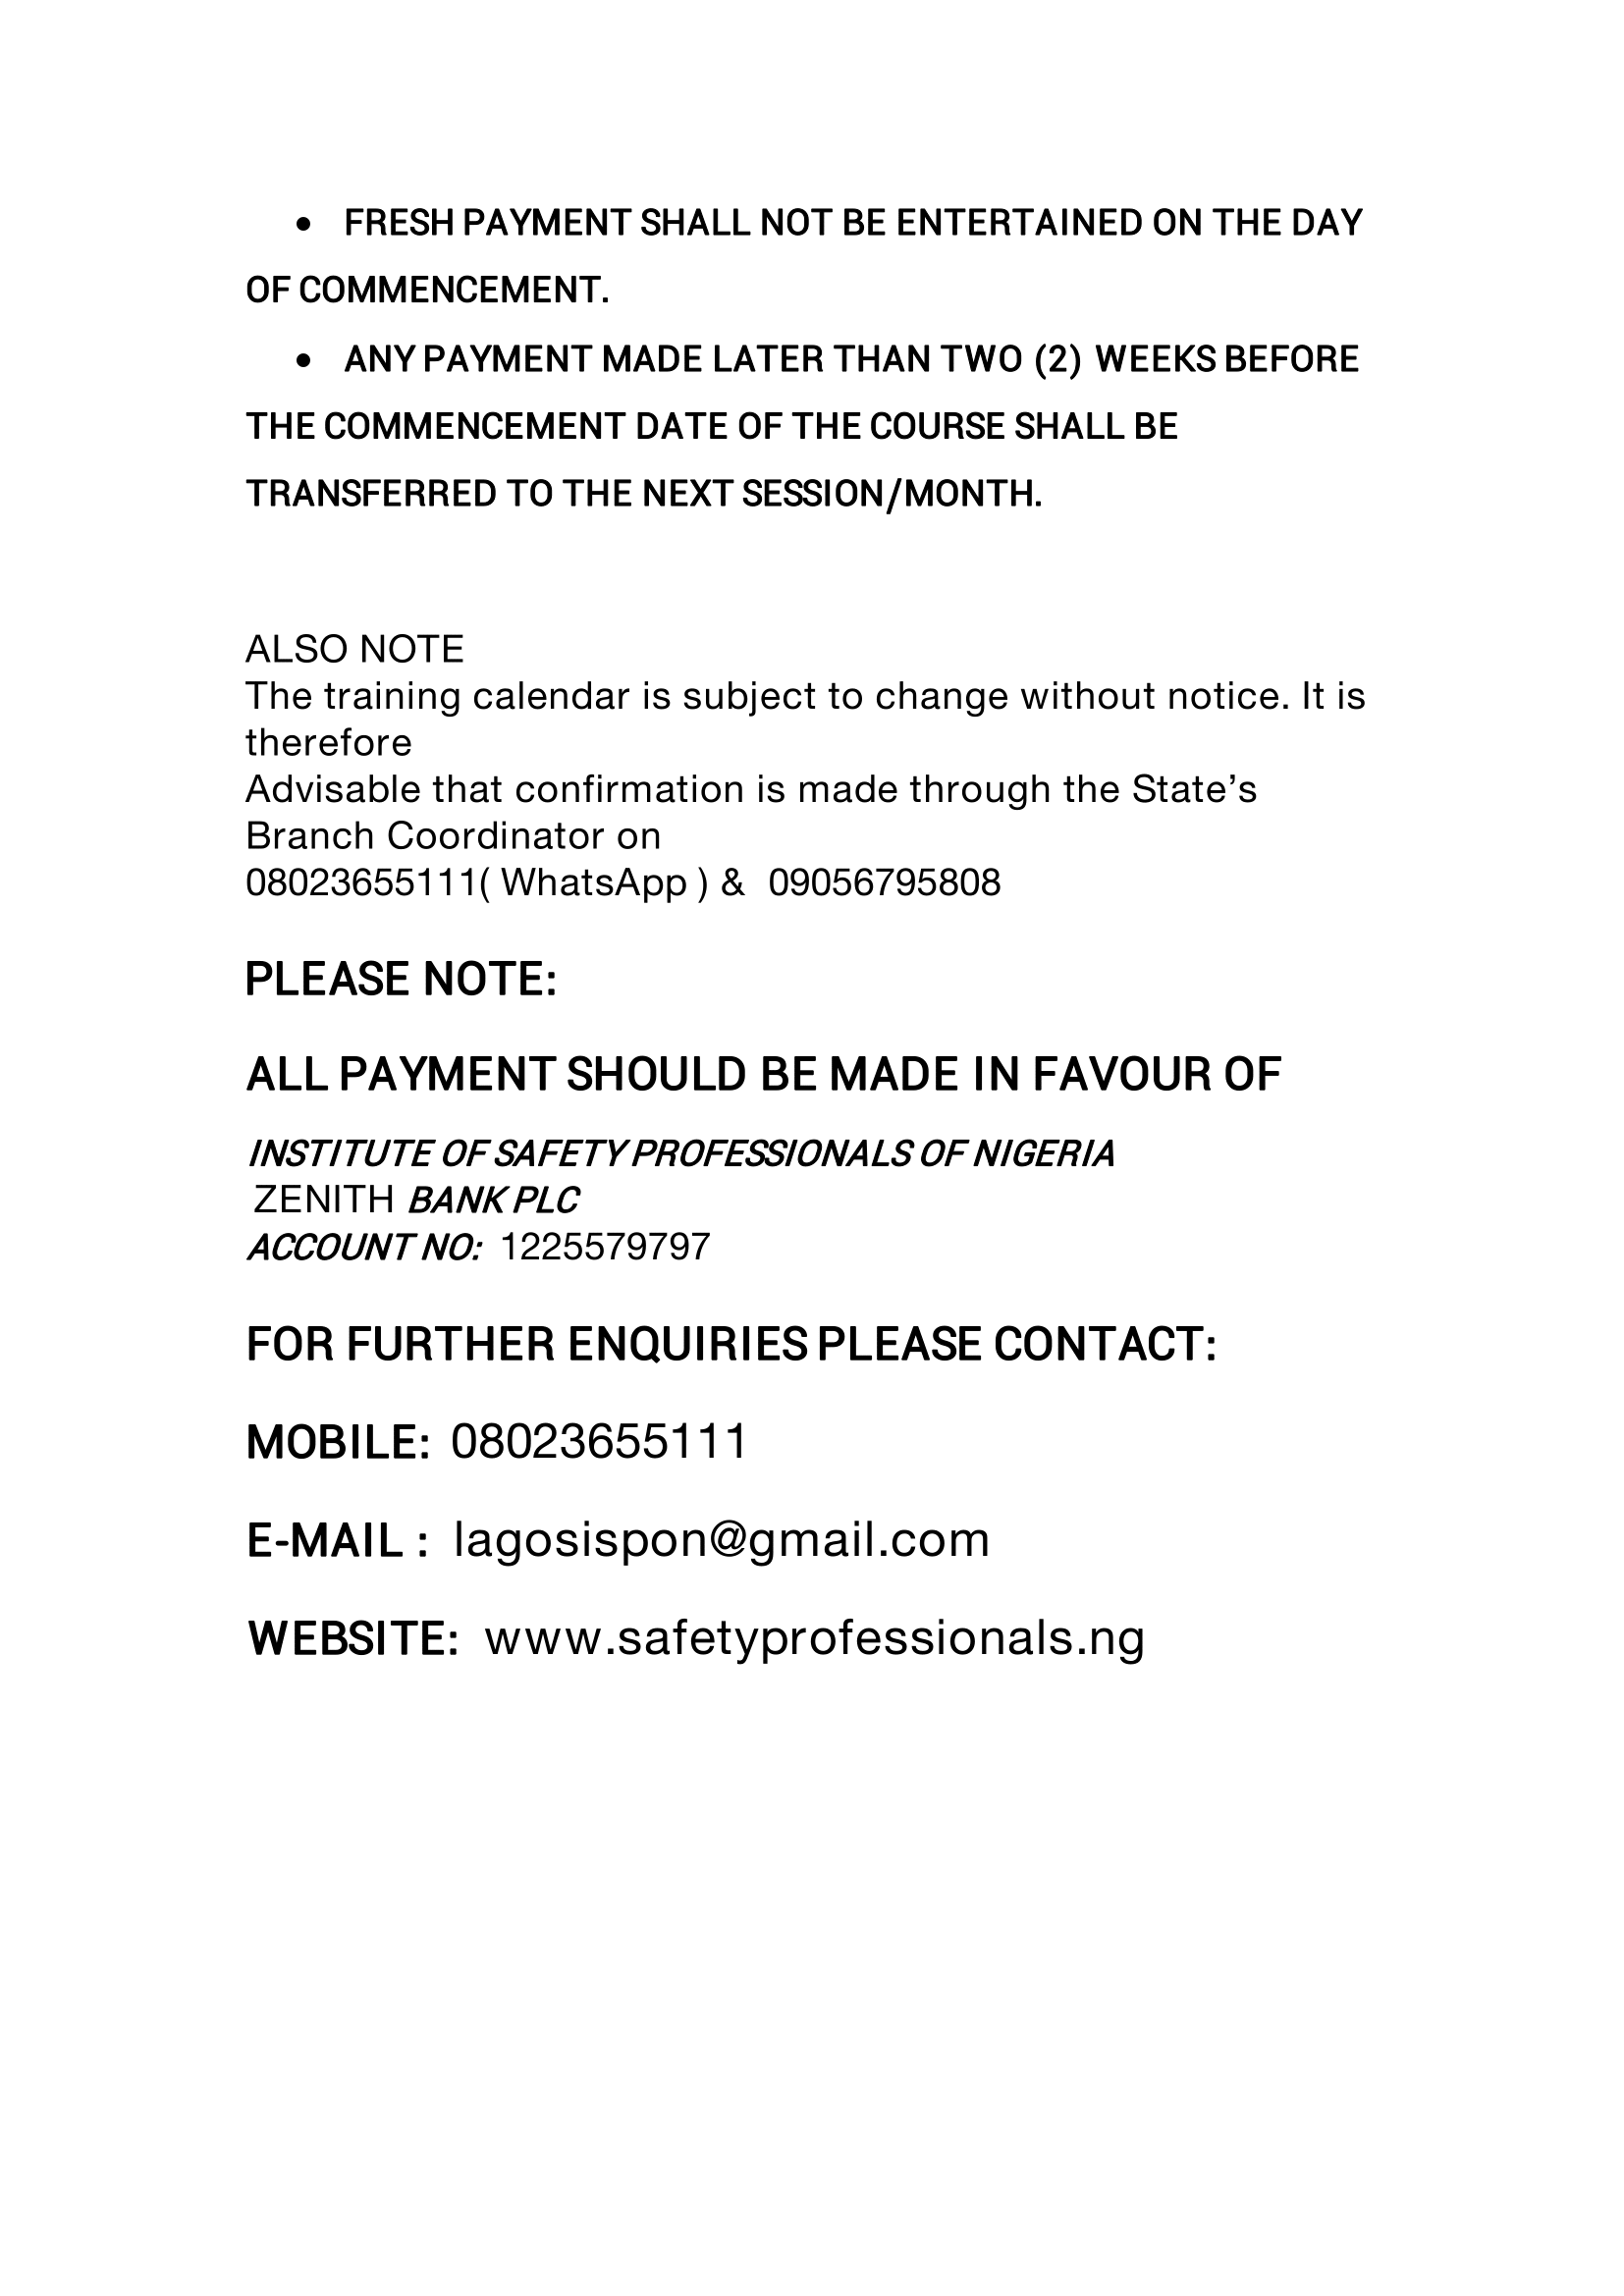 • FRESH PAYMENT SHALL NOT BE ENTERTAINED ON THE DAY
OF COMMENCEMENT.
• ANY PAYMENT MADE LATER THAN TWO (2) WEEKS BEFORE
THE COMMENCEMENT DATE OF THE COURSE SHALL BE
TRANSFERRED TO THE NEXT SESSION/MONTH.
ALSO NOTE
The training calendar is subject to change without notice. It is
therefore
Advisable that confirmation is made through the State’s
Branch Coordinator on
08023655111( WhatsApp ) & 09056795808
PLEASE NOTE:
ALL PAYMENT SHOULD BE MADE IN FAVOUR OF
INSTITUTE OF SAFETY PROFESSIONALS OF NIGERIA
ZENITH BANK PLC
ACCOUNT NO: 1225579797
FOR FURTHER ENQUIRIES PLEASE CONTACT:
MOBILE: 08023655111
E-MAIL : lagosispon@gmail.com
WEBSITE: www.safetyprofessionals.ng